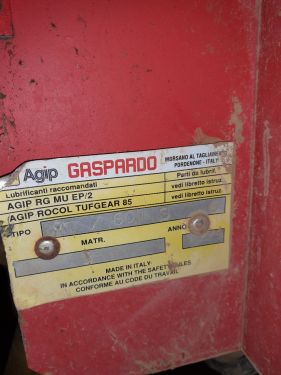 Agip GASPARDO
MORSANO AL TAGLIAMENTO
PORDENONE - ITALY
Lubrificanti raccomandati
Parti da lubrif.
AGIP RG MU EP/2
vedi libretto istruz.
AGIP ROCOL TUFGEAR 85
vedi libretto istruz.
TIPO
MATR.
ANNO
MADE IN ITALY
IN ACCORDANCE WITH THE SAFETY RULES
CONFORME AU CODE DU TRAVAIL